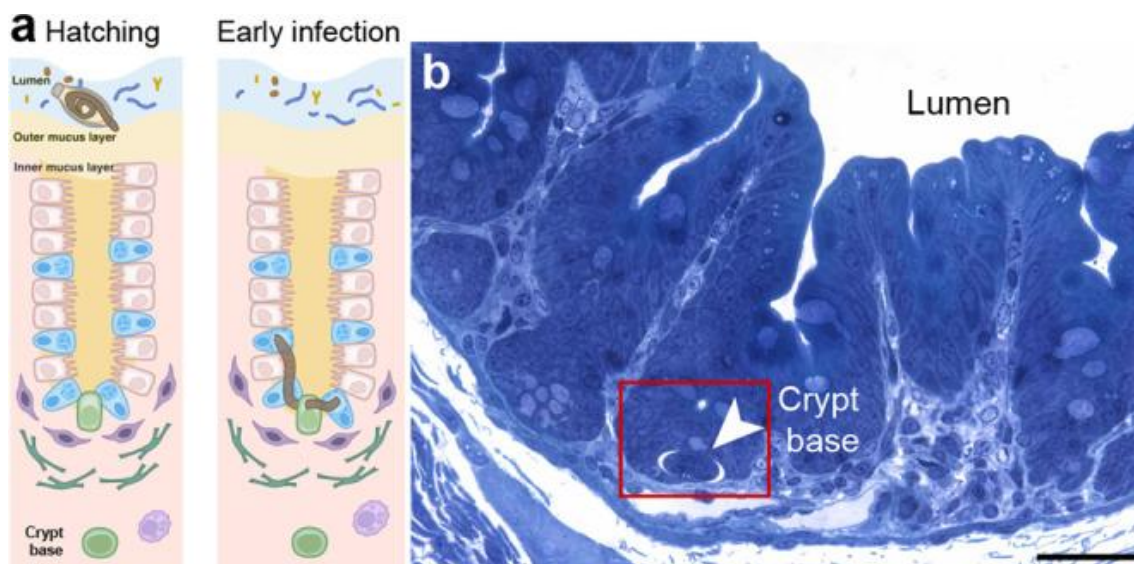 a Hatching
Early infection
Lumen
Outer mucus layer
Inner mucus layer
Crypt
base
b
Lumen
Crypt
base